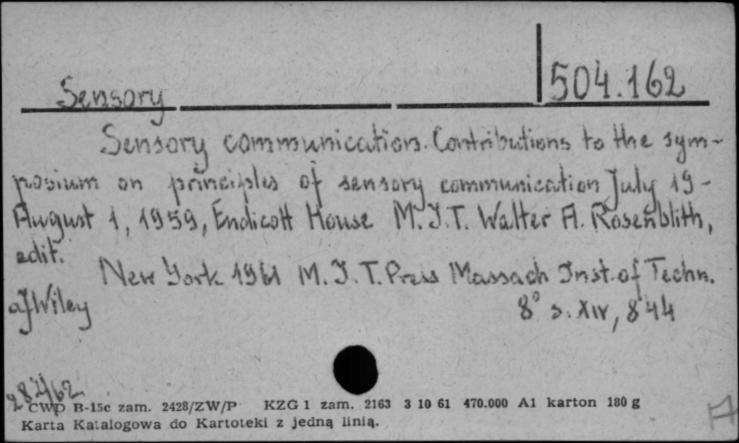 504.162
Sensory
Sensory communication. Contributions to the sym-
posium on principles of sensory communication July 19-
August 1, 1959, Endicott House M.I.T. Walter A. Rosenblith,
edit.
New York 1961 M.I.T. Press Massach Inst. of Techn.
a/Wiley
8° s. XIV, 844
282/62
CWD B-15c zam. 2428/ZW/P KZG 1 zam. 2163 3 10 61 470.000 A1 karton 180 g
Karta Katalogowa do Kartoteki z jedną linią.